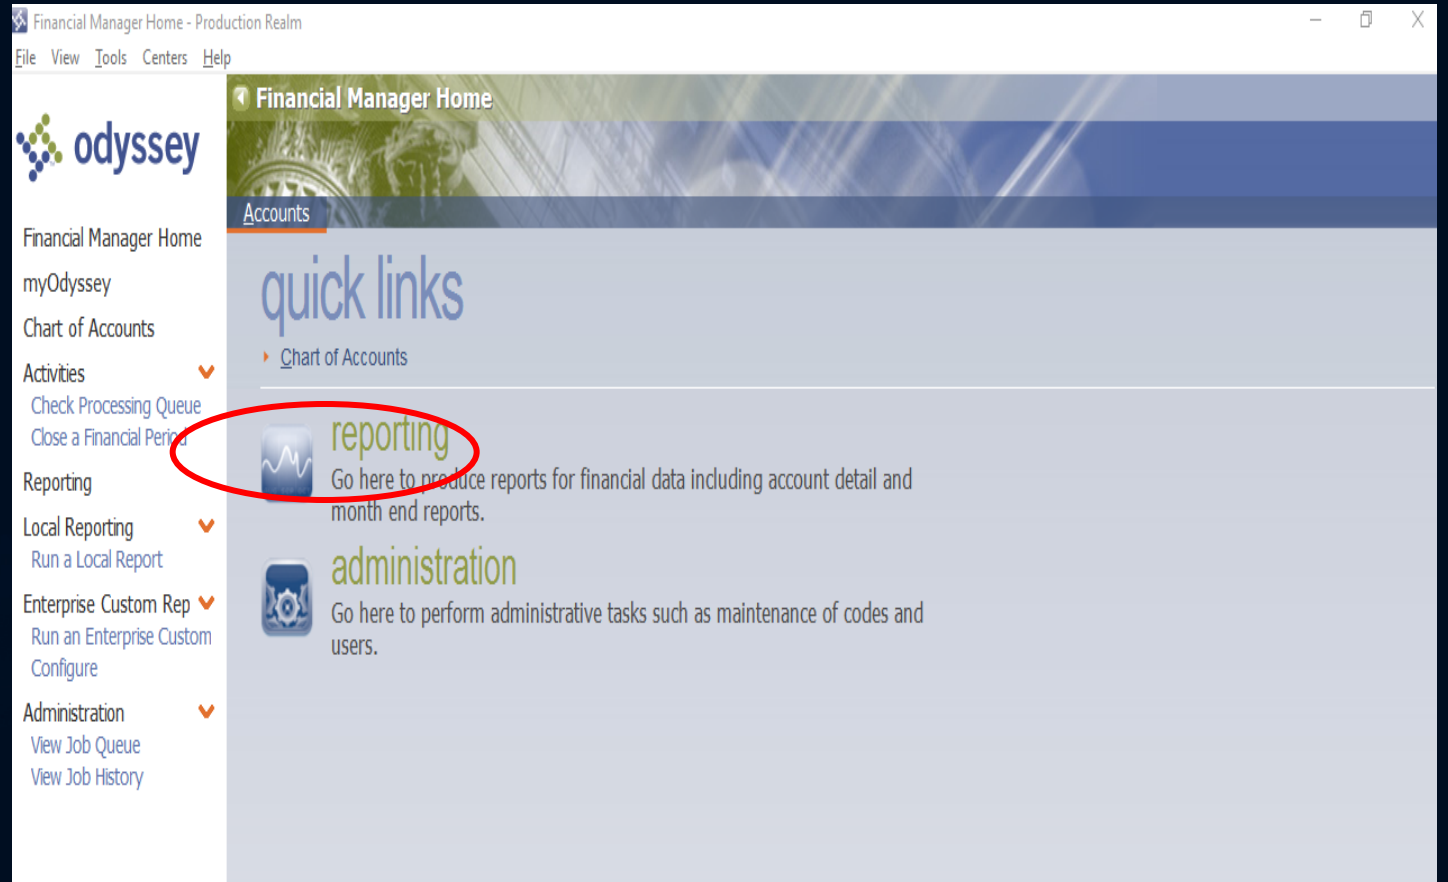 Financial Manager Home - Production Realm
X
File View Tools Centers Help
Financial Manager Home
odyssey
Accounts
Financial Manager Home
myOdyssey
Chart of Accounts
Activities
Check Processing Queue
Close a Financial Period
Reporting
Local Reporting
Run a Local Report
Enterprise Custom Rep
Run an Enterprise Custom
Configure
Administration
View Job Queue
View Job History
quick links
Chart of Accounts
reporting
Go here to produce reports for financial data including account detail and
month end reports.
administration
Go here to perform administrative tasks such as maintenance of codes and
users.